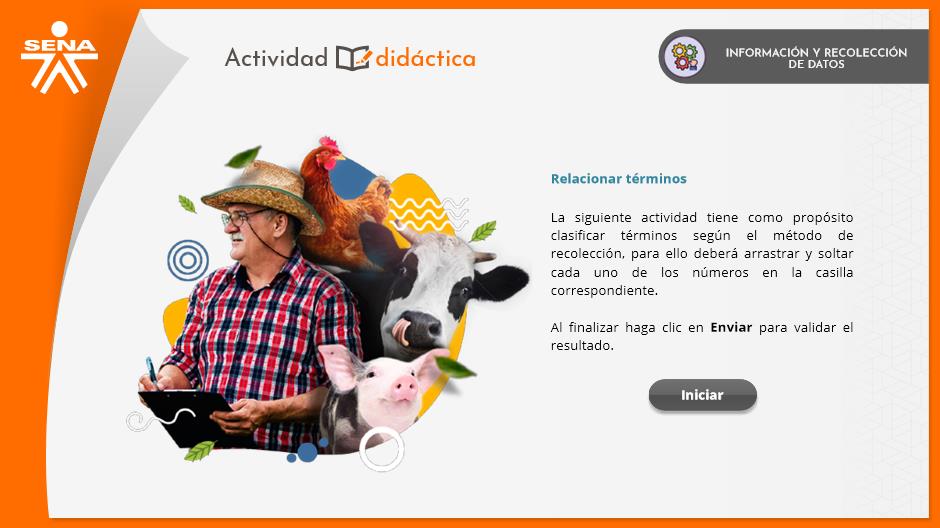 SENA
Actividad didáctica
INFORMACIÓN Y RECOLECCIÓN
DE DATOS
Relacionar términos
La siguiente actividad tiene como propósito
clasificar términos según el método de
recolección, para ello deberá arrastrar y soltar
cada uno de los números en la casilla
correspondiente.
Al finalizar haga clic en Enviar para validar el
resultado.
Iniciar